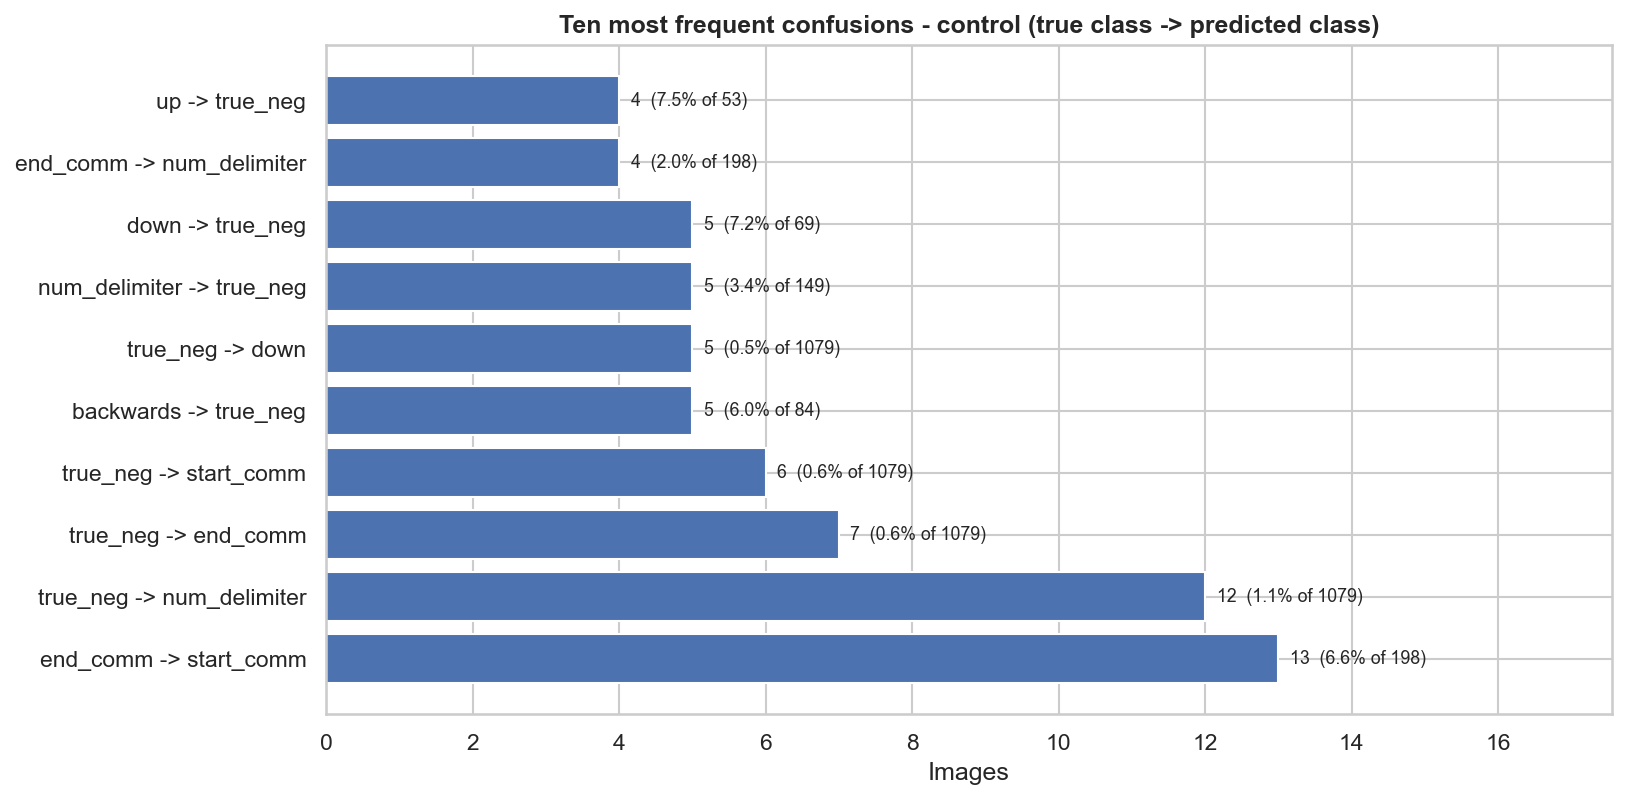 Ten most frequent confusions - control (true class -> predicted class)
up -> true_neg 4 (7.5% of 53)
end_comm -> num_delimiter 4 (2.0% of 198)
down -> true_neg 5 (7.2% of 69)
num_delimiter -> true_neg 5 (3.4% of 149)
true_neg -> down 5 (0.5% of 1079)
backwards -> true_neg 5 (6.0% of 84)
true_neg -> start_comm 6 (0.6% of 1079)
true_neg -> end_comm 7 (0.6% of 1079)
true_neg -> num_delimiter 12 (1.1% of 1079)
end_comm -> start_comm 13 (6.6% of 198)
0 2 4 6 8 10 12 14 16
Images